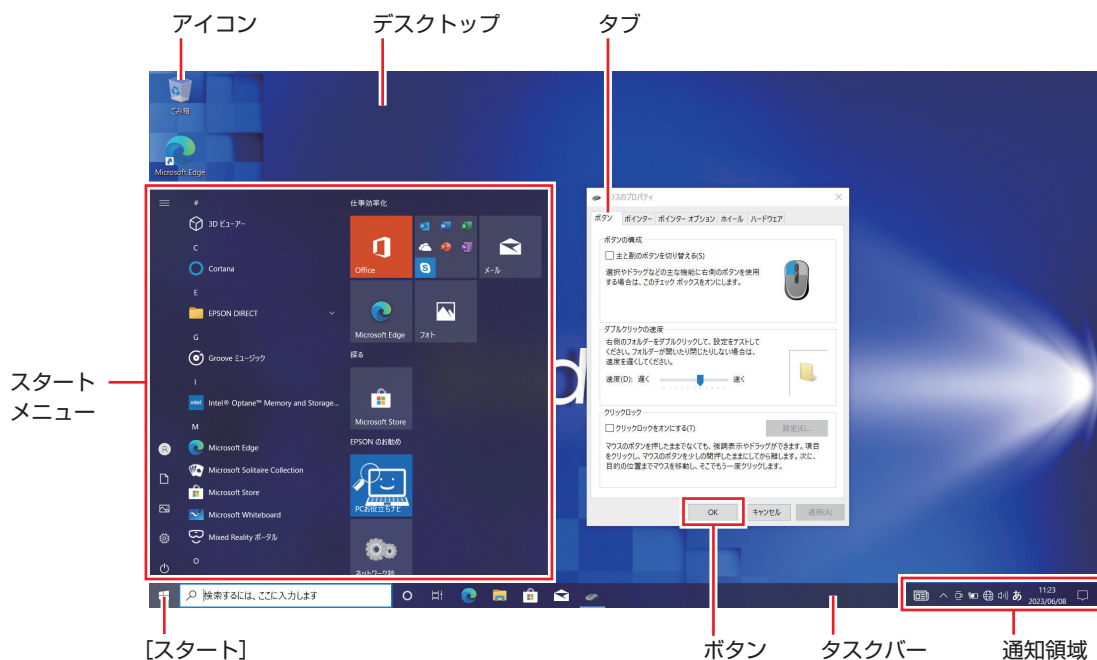 アイコン
デスクトップ
タブ
ごみ箱
Microsoft Edge
スタート
メニュー
#
3D ビューアー
C
Cortana
E
EPSON DIRECT
G
Groove ミュージック
I
Intel® Optane™ Memory and Storage...
M
Microsoft Edge
Microsoft Solitaire Collection
Microsoft Store
Microsoft Whiteboard
Mixed Reality ポータル
O
仕事効率化
Office
メール
Microsoft Edge
フォト
探る
Microsoft Store
EPSON のお勧め
PCお役立ちナビ
マウスのプロパティ
ボタン ポインター ポインター オプション ホイール ハードウェア
ボタンの構成
主と副のボタンを切り替える(S)
選択やドラッグなどの主な機能に右側のボタンを使用
する場合は、このチェック ボックスをオンにします。
ダブルクリックの速度
右側のフォルダーをダブルクリックして、設定をテストして
ください。フォルダーが開いたり閉じたりしない場合は、
速度を遅くしてください。
速度(D): 遅く 速く
クリックロック
クリックロックをオンにする(T)
設定(E)...
マウスのボタンを押したままでなくても、強調表示やドラッグができます。項目
をクリックし、マウスのボタンを少しの間押したままにしてから離します。次に、
目的の位置までマウスを移動し、そこでもう一度クリックします。
OK キャンセル 適用(A)
検索するには、ここに入力します
あ
11:23
2023/06/08
[スタート]
ボタン
タスクバー
通知領域